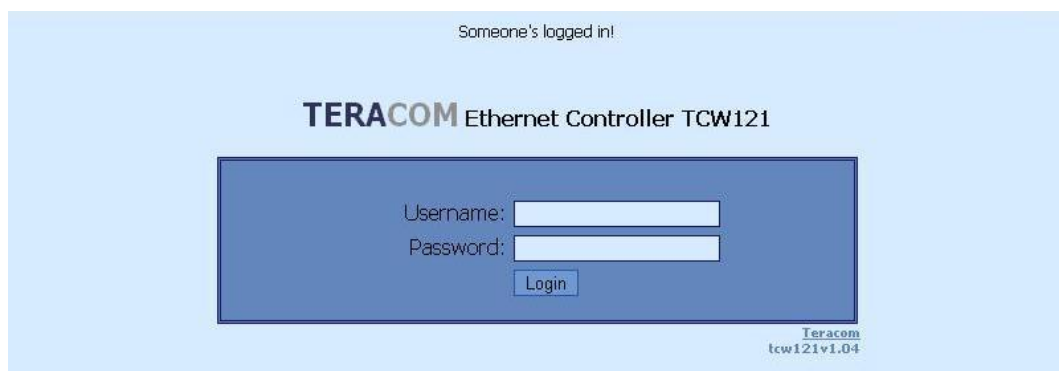 Someone's logged in!
TERACOM Ethernet Controller TCW121
Username:
Password:
Login
Teracom
tcw121v1.04